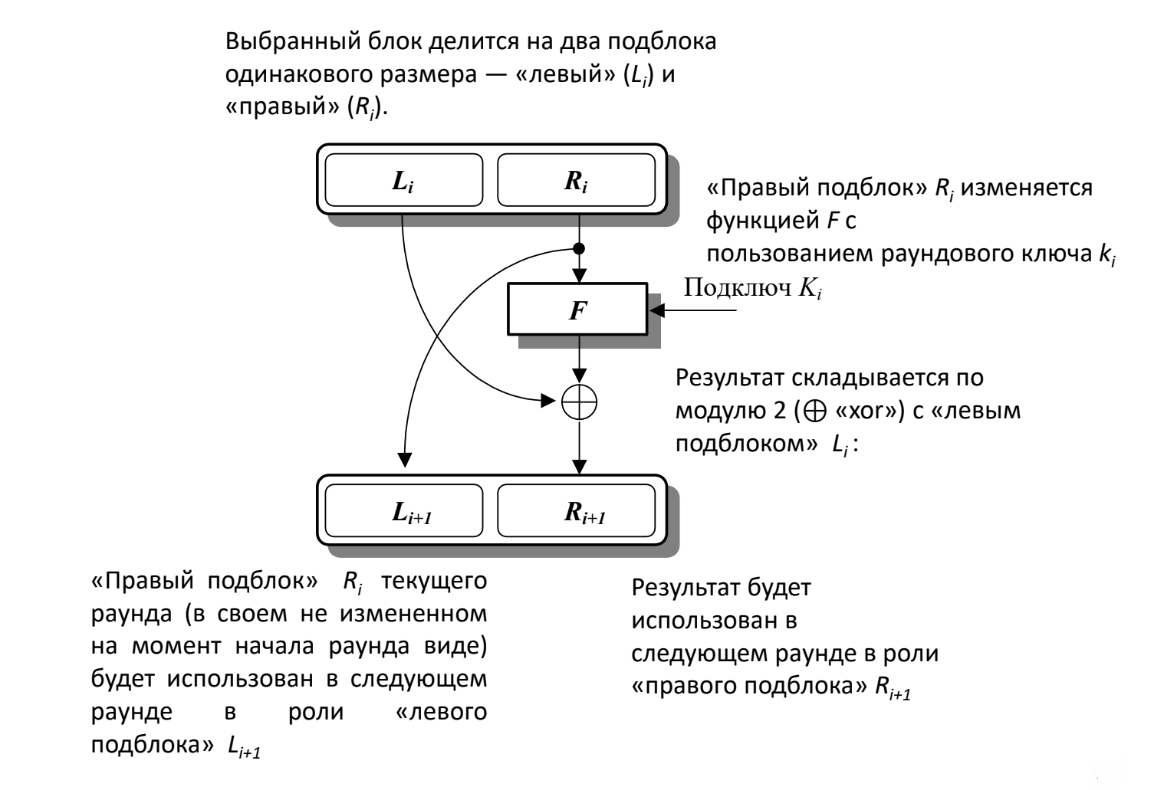 Выбранный блок делится на два подблока
одинакового размера — «левый» (Li) и
«правый» (Ri).
Li
Ri
«Правый подблок» Ri изменяется
функцией F с
пользованием раундового ключа ki
Подключ Ki
F
Результат складывается по
модулю 2 (⊕ «xor») с «левым
подблоком» Li :
Li+1
Ri+1
«Правый подблок» Ri текущего
раунда (в своем не измененном
на момент начала раунда виде)
будет использован в следующем
раунде в роли «левого
подблока» Li+1
Результат будет
использован в
следующем раунде в роли
«правого подблока» Ri+1